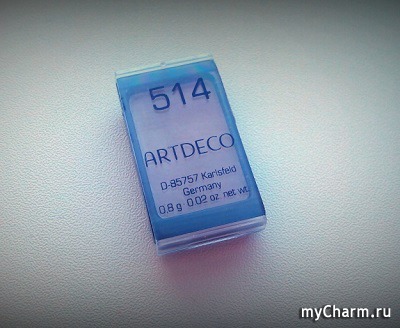 514
ARTDECO
D-85757 Karlsfeld
Germany
0.8 g 0.02 oz net wt.
myCharm.ru